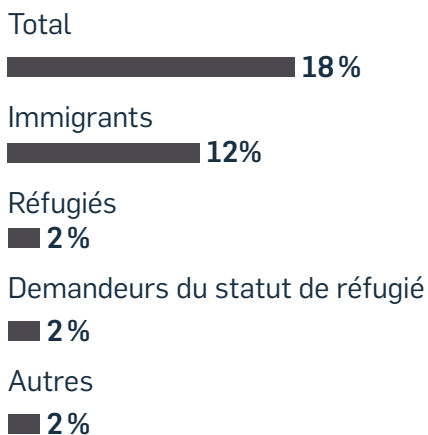 Total
18 %
Immigrants
12%
Réfugiés
2 %
Demandeurs du statut de réfugié
2 %
Autres
2 %